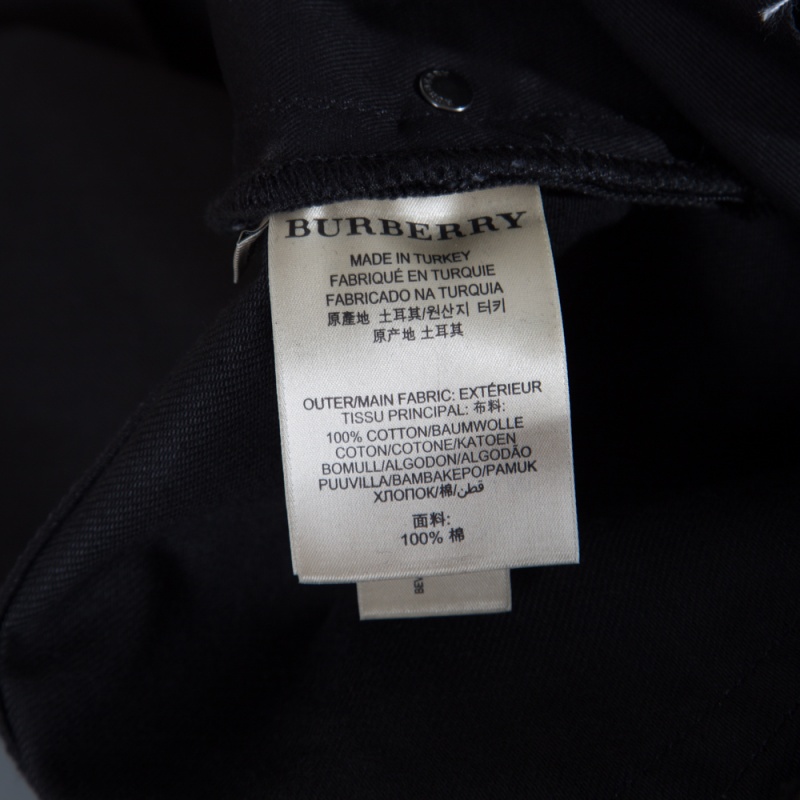 BURBERRY
MADE IN TURKEY
FABRIQUÉ EN TURQUIE
FABRICADO NA TURQUIA
原產地 土耳其/원산지 터키
原产地 土耳其
OUTER/MAIN FABRIC: EXTÉRIEUR
TISSU PRINCIPAL: 布料:
100% COTTON/BAUMWOLLE
COTON/COTONE/KATOEN
BOMULL/ALGODON/ALGODÃO
PUUVILLA/BAMBAKEPO/PAMUK
ХЛОПОК/棉/قطن
面料:
100% 棉